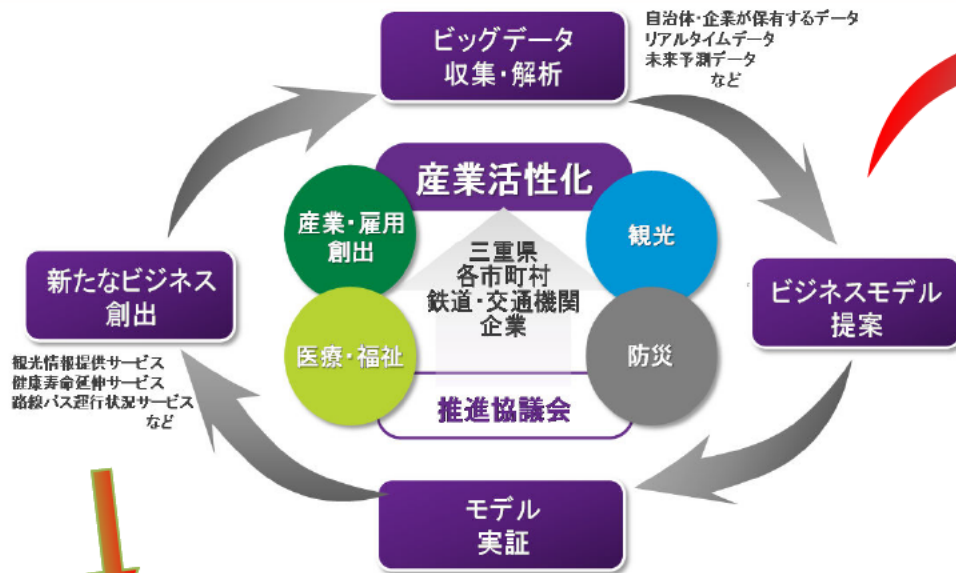 ビッグデータ
収集・解析
自治体・企業が保有するデータ
リアルタイムデータ
未来予測データ
など
産業活性化
産業・雇用
創出
観光
三重県
各市町村
鉄道・交通機関
企業
新たなビジネス
創出
ビジネスモデル
提案
医療・福祉
防災
観光情報提供サービス
健康寿命延伸サービス
路線バス運行状況サービス
など
推進協議会
モデル
実証